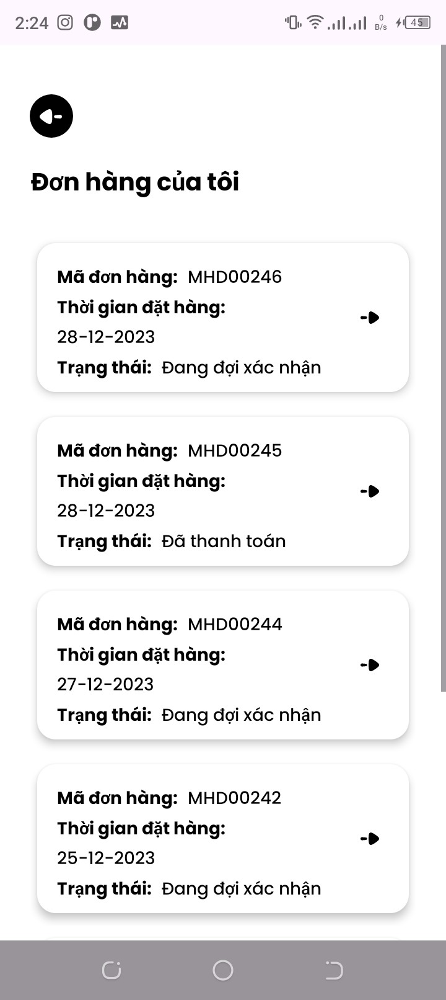 2:24
0
B/s
45
Đơn hàng của tôi
Mã đơn hàng: MHD00246
Thời gian đặt hàng:
28-12-2023
Trạng thái: Đang đợi xác nhận
Mã đơn hàng: MHD00245
Thời gian đặt hàng:
28-12-2023
Trạng thái: Đã thanh toán
Mã đơn hàng: MHD00244
Thời gian đặt hàng:
27-12-2023
Trạng thái: Đang đợi xác nhận
Mã đơn hàng: MHD00242
Thời gian đặt hàng:
25-12-2023
Trạng thái: Đang đợi xác nhận